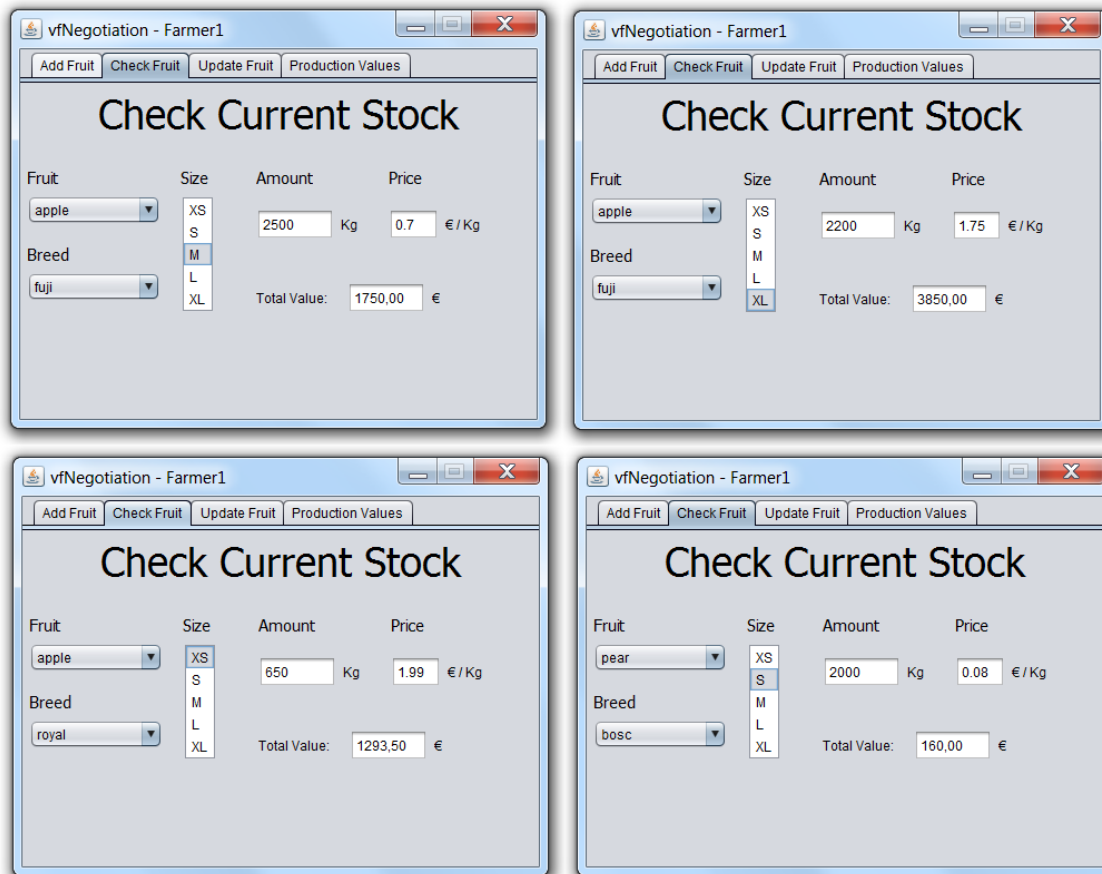 vfNegotiation - Farmer1
Add Fruit Check Fruit Update Fruit Production Values
Check Current Stock
Fruit Size Amount Price
apple XS 2500 Kg 0.7 €/Kg
S
Breed M
fuji L Total Value: 1750,00 €
XL
vfNegotiation - Farmer1
Add Fruit Check Fruit Update Fruit Production Values
Check Current Stock
Fruit Size Amount Price
apple XS 2200 Kg 1.75 €/Kg
S
Breed M
fuji L Total Value: 3850,00 €
XL
vfNegotiation - Farmer1
Add Fruit Check Fruit Update Fruit Production Values
Check Current Stock
Fruit Size Amount Price
apple XS 650 Kg 1.99 €/Kg
S
Breed M
royal L Total Value: 1293,50 €
XL
vfNegotiation - Farmer1
Add Fruit Check Fruit Update Fruit Production Values
Check Current Stock
Fruit Size Amount Price
pear XS 2000 Kg 0.08 €/Kg
S
Breed M
bosc L Total Value: 160,00 €
XL